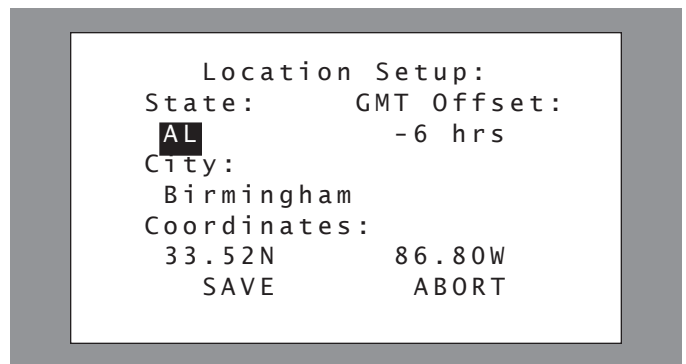 Location Setup:
State: GMT Offset:
AL -6 hrs
City:
Birmingham
Coordinates:
33.52N 86.80W
SAVE ABORT